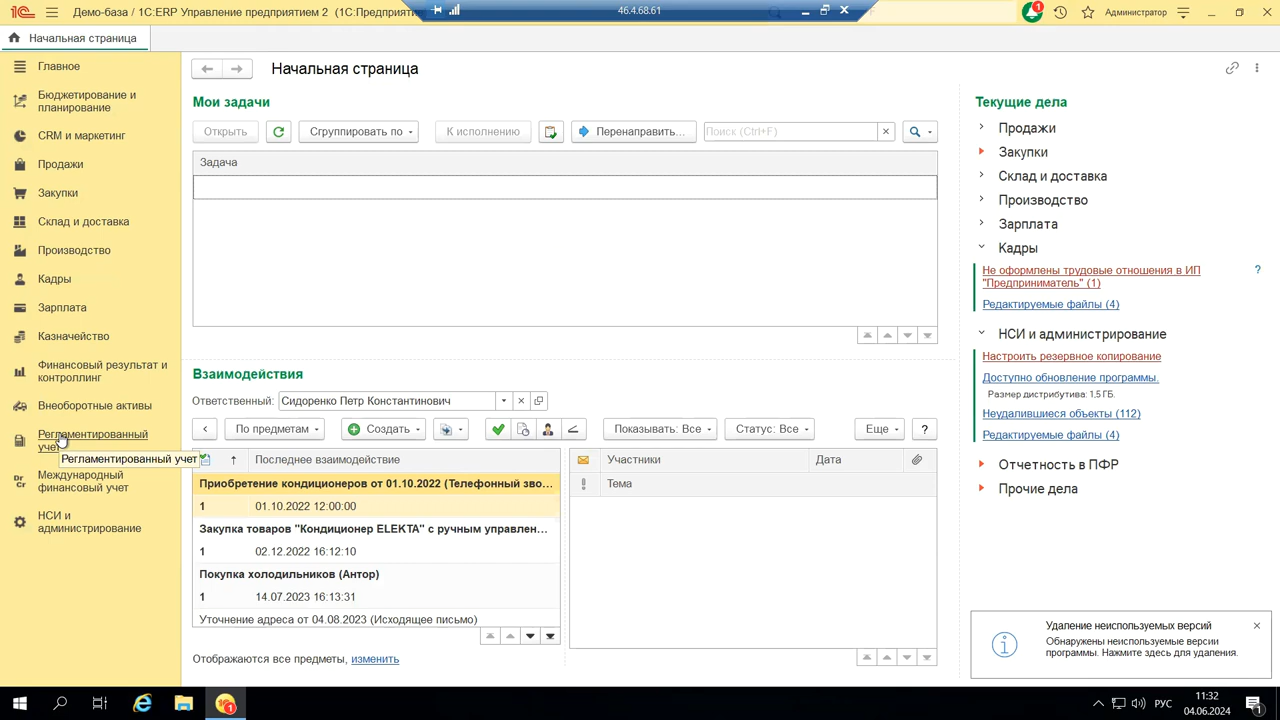 Демо-база / 1С:ERP Управление предприятием 2 (1С:Предприяти
46.4.68.61
1
Администратор
Начальная страница
Главное
Бюджетирование и
планирование
CRM и маркетинг
Продажи
Закупки
Склад и доставка
Производство
Кадры
Зарплата
Казначейство
Финансовый результат и
контроллинг
Внеоборотные активы
Регламентированный
учет
Регламентированный учет
Международный
финансовый учет
НСИ и
администрирование
Начальная страница
Мои задачи
Открыть
Сгруппировать по
К исполнению
Перенаправить...
Поиск (Ctrl+F)
Задача
Взаимодействия
Ответственный: Сидоренко Петр Константинович
По предметам
Создать
Показывать: Все
Статус: Все
Еще
?
Последнее взаимодействие
Приобретение кондиционеров от 01.10.2022 (Телефонный зво...
1 01.10.2022 12:00:00
Закупка товаров "Кондиционер ELEKTA" с ручным управлен...
1 02.12.2022 16:12:10
Покупка холодильников (Антор)
1 14.07.2023 16:13:31
Уточнение адреса от 04.08.2023 (Исходящее письмо)
Отображаются все предметы, изменить
Участники
Дата
Тема
Текущие дела
Продажи
Закупки
Склад и доставка
Производство
Зарплата
Кадры
Не оформлены трудовые отношения в ИП
"Предприниматель" (1)
?
Редактируемые файлы (4)
НСИ и администрирование
Настроить резервное копирование
Доступно обновление программы.
Размер дистрибутива: 1,5 ГБ.
Неудалившиеся объекты (112)
Редактируемые файлы (4)
Отчетность в ПФР
Прочие дела
Удаление неиспользуемых версий
Обнаружены неиспользуемые версии
программы. Нажмите здесь для удаления.
РУС
11:32
04.06.2024
1